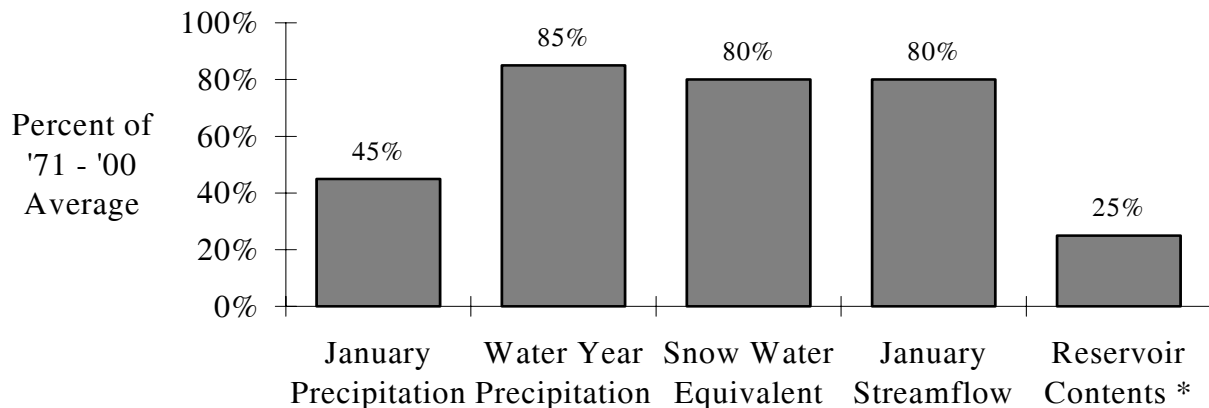 100%
80%
60%
40%
20%
0%
Percent of
'71 - '00
Average
45%
85%
80%
80%
25%
January
Precipitation
Water Year
Precipitation
Snow Water
Equivalent
January
Streamflow
Reservoir
Contents *